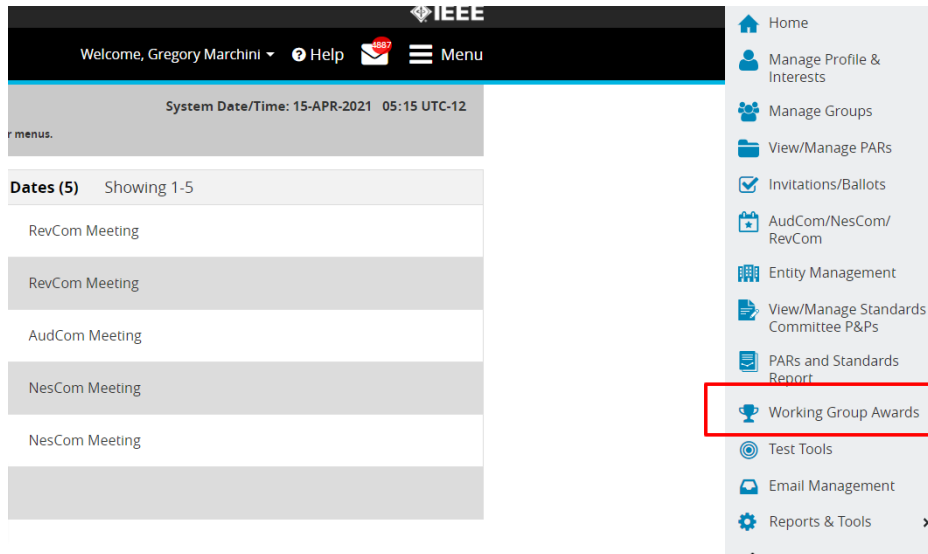 IEEE
Welcome, Gregory Marchini
Help
4887
Menu
System Date/Time: 15-APR-2021 05:15 UTC-12
r menus.
Dates (5) Showing 1-5
RevCom Meeting
RevCom Meeting
AudCom Meeting
NesCom Meeting
NesCom Meeting
Home
Manage Profile &
Interests
Manage Groups
View/Manage PARs
Invitations/Ballots
AudCom/NesCom/
RevCom
Entity Management
View/Manage Standards
Committee P&Ps
PARs and Standards
Report
Working Group Awards
Test Tools
Email Management
Reports & Tools